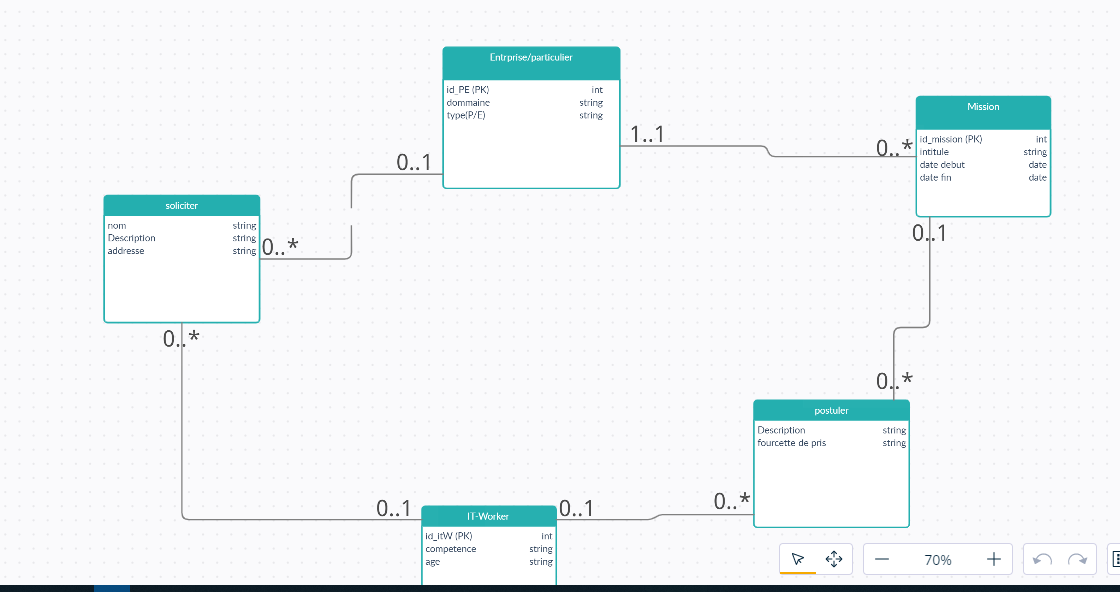 Entrprise/particulier
id_PE (PK) int
dommaine string
type(P/E) string
1..1
0..*
Mission
id_mission (PK) int
intitule string
date debut date
date fin date
0..1
0..1
0..*
soliciter
nom string
Description string
addresse string
0..*
0..*
postuler
Description string
fourcette de pris string
0..*
0..1
IT-Worker
id_itW (PK) int
competence string
age string
0..1
70%